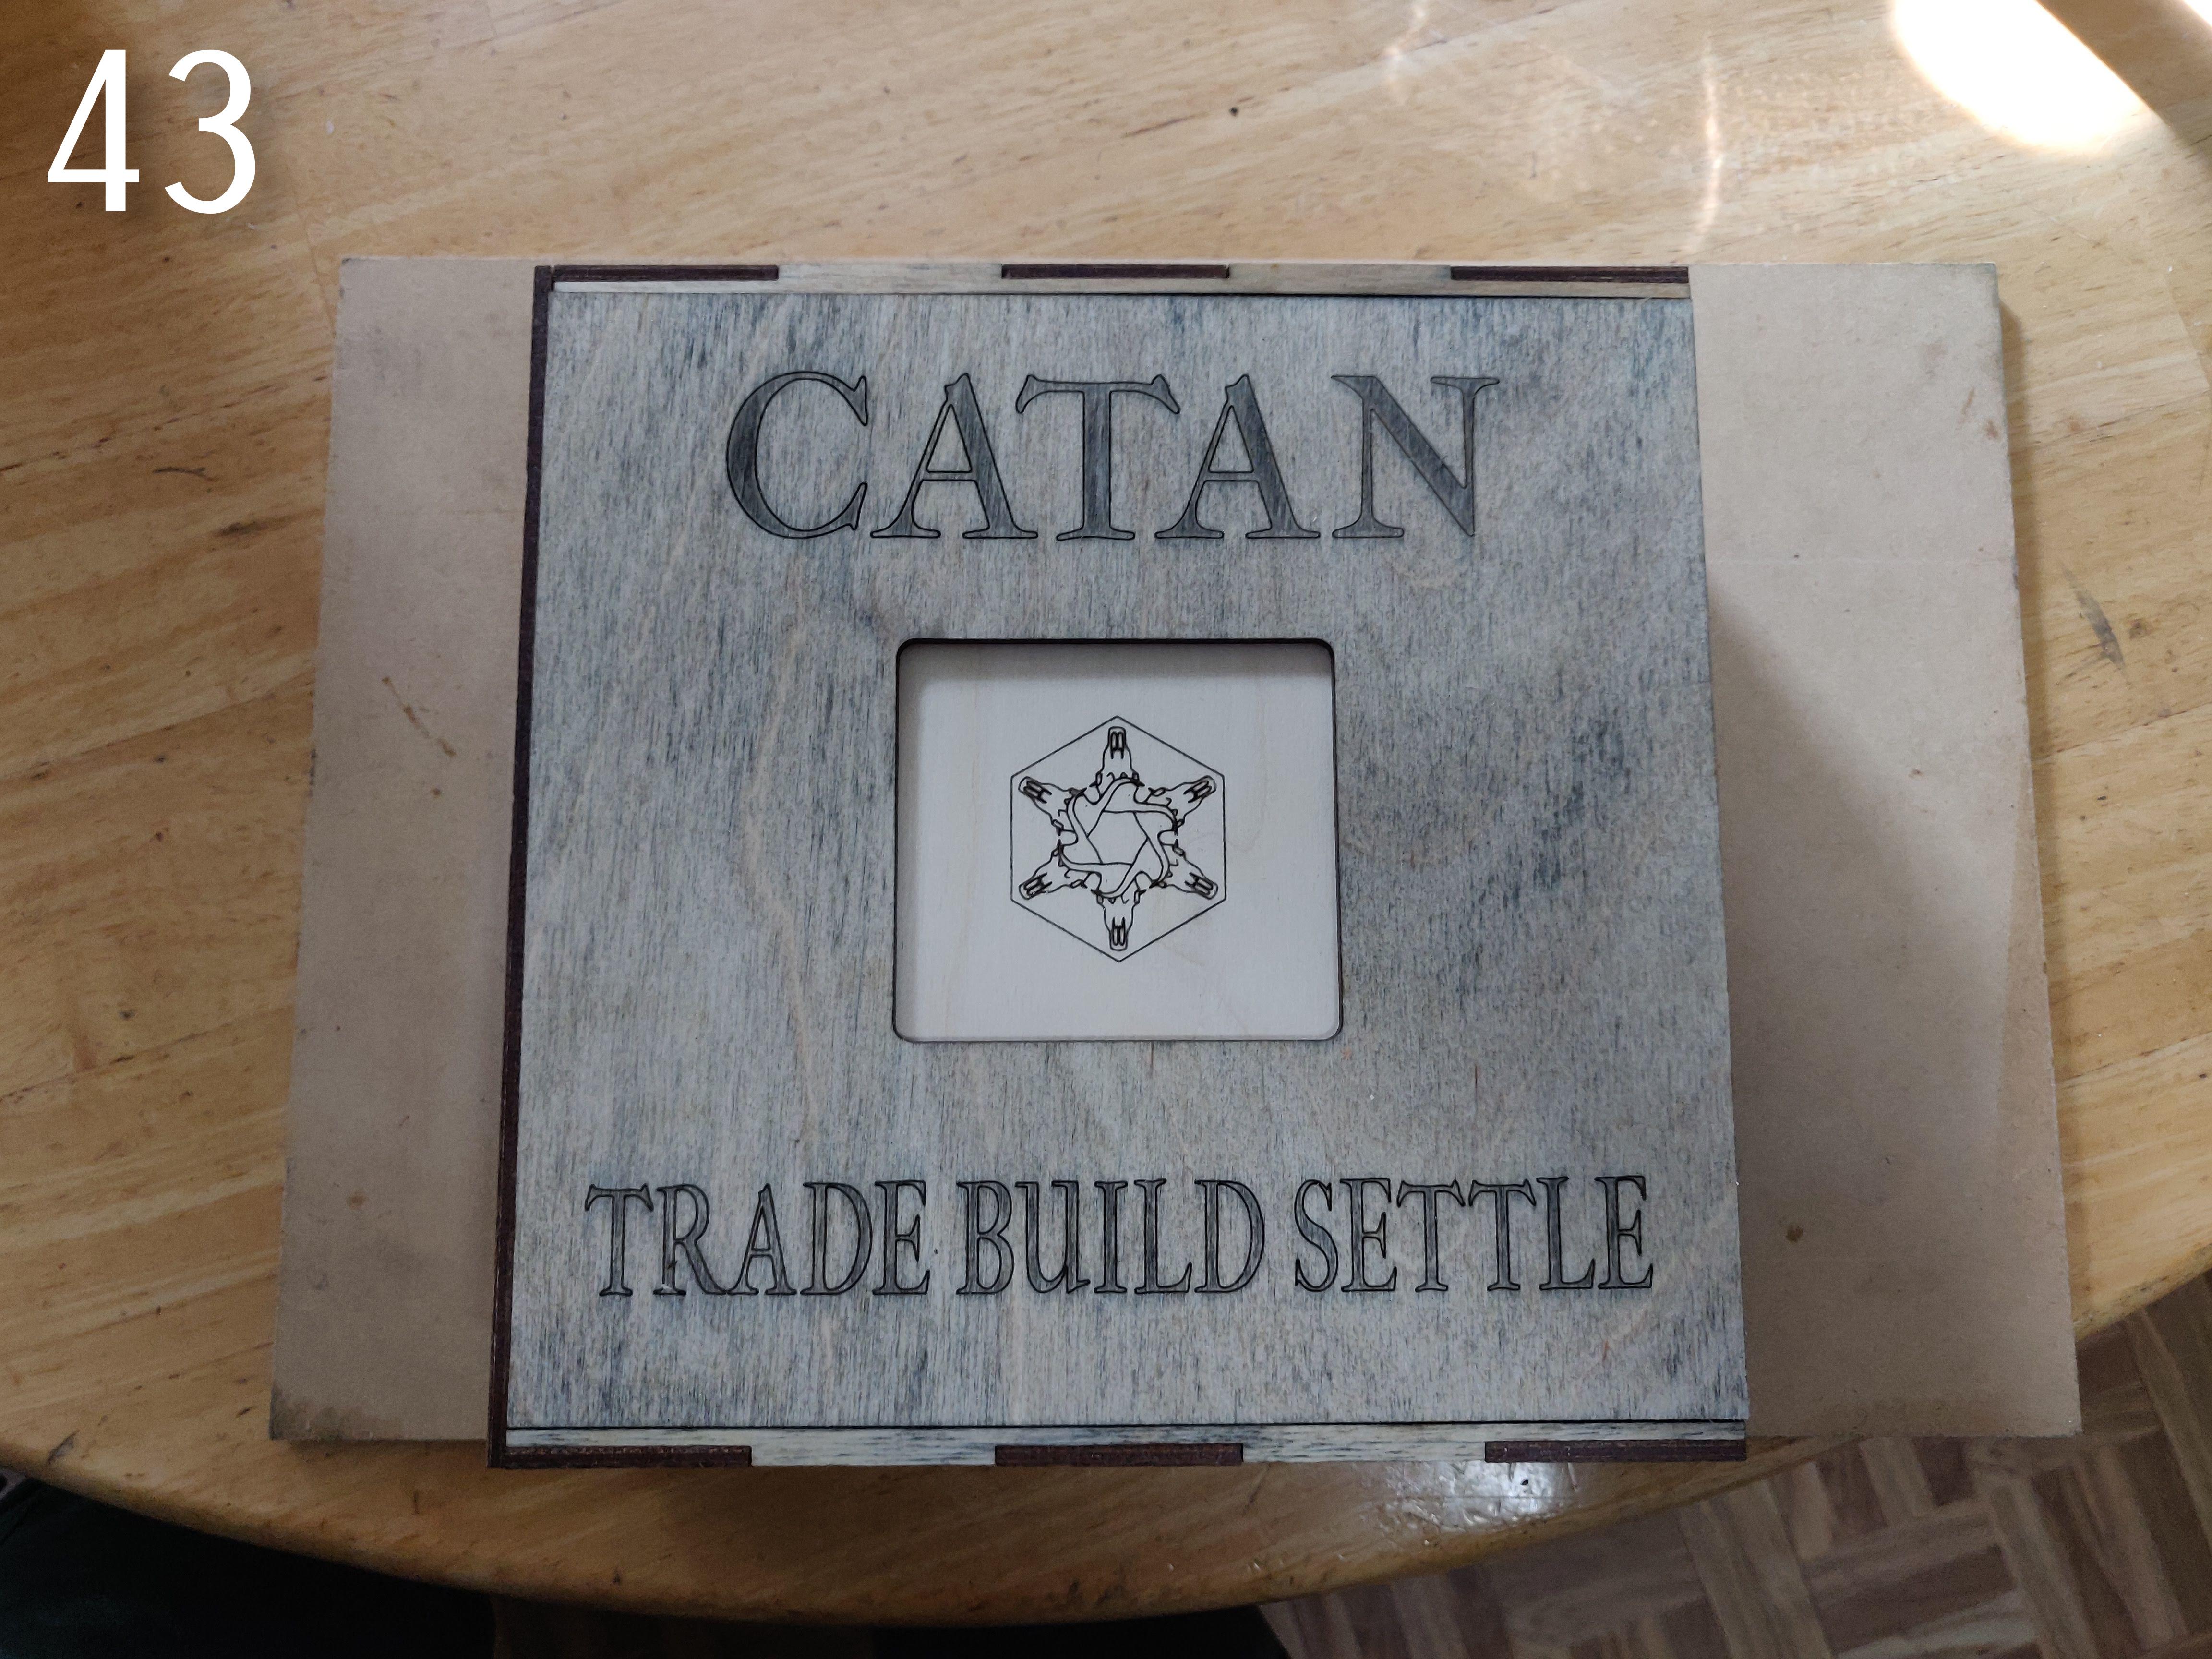 43
CATAN
TRADE BUILD SETTLE